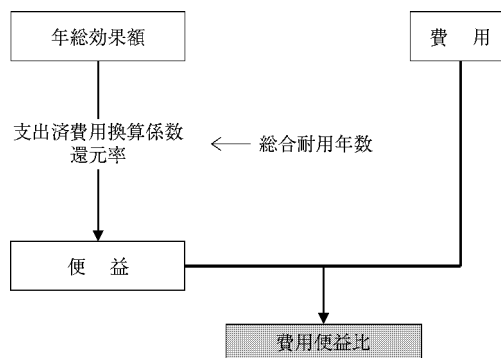 年総効果額
費用
支出済費用換算係数
還元率
総合耐用年数
便益
費用便益比